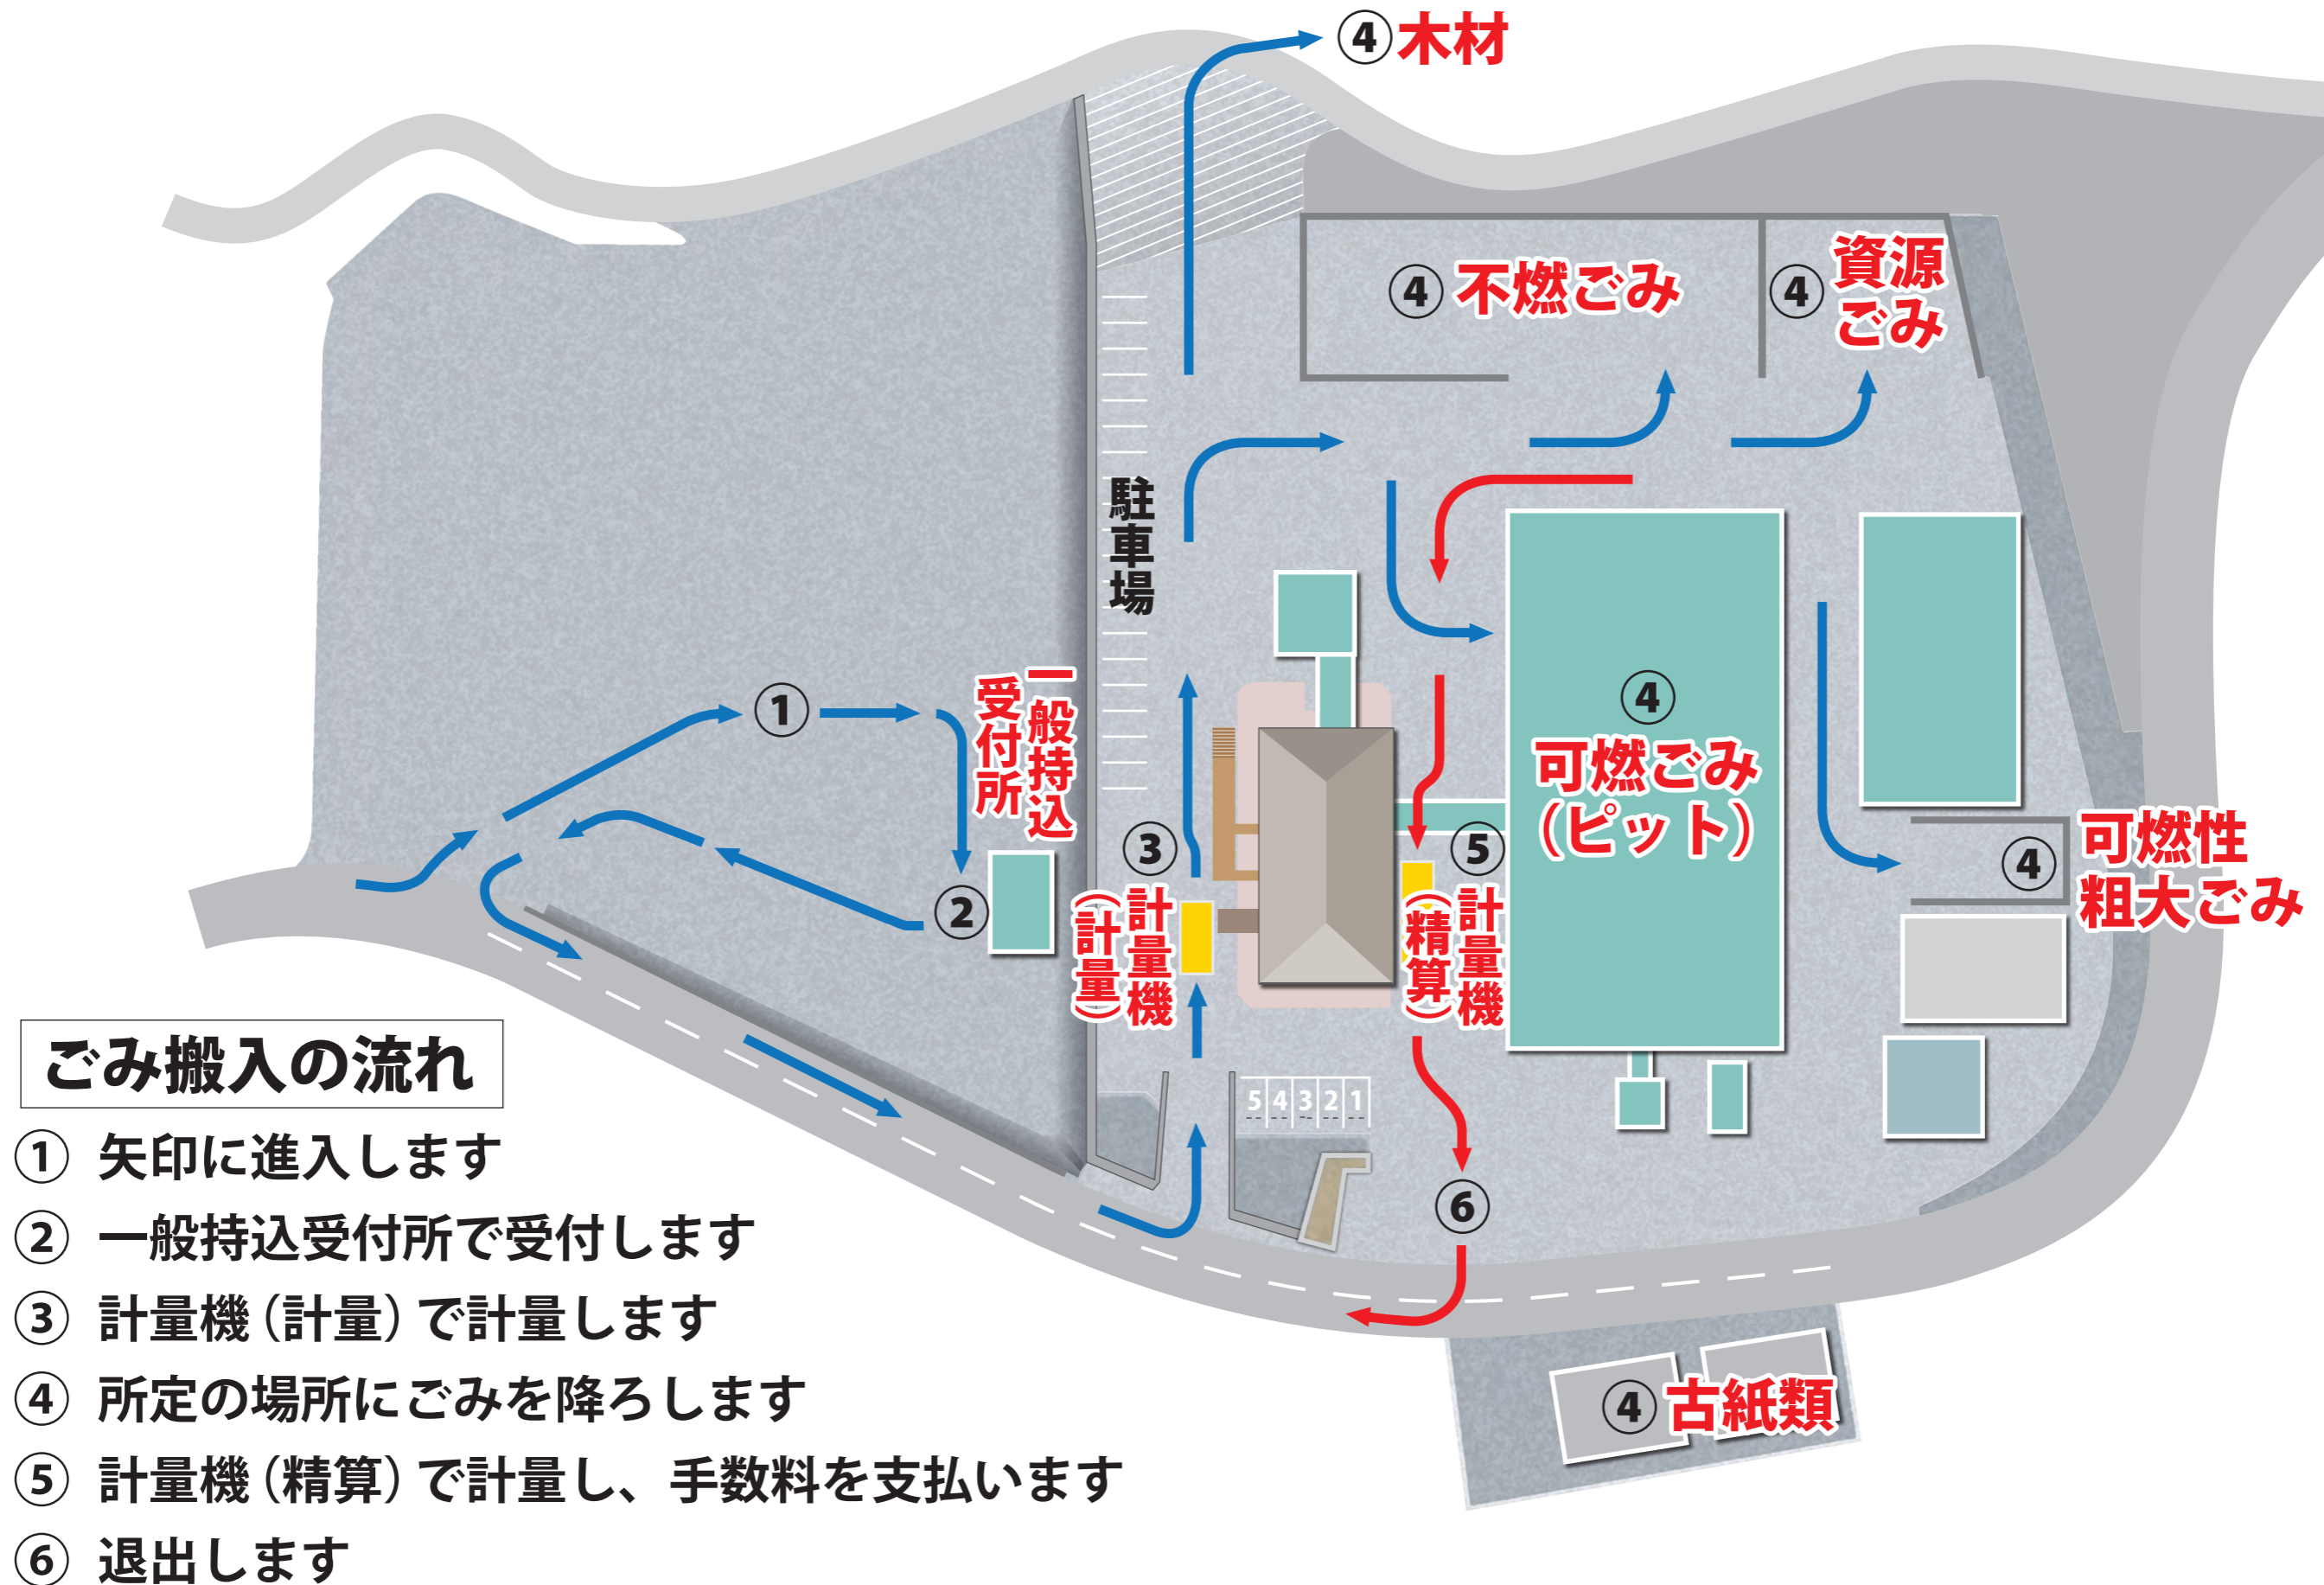 ④木材
④不燃ごみ
④資源
ごみ
駐車場
①
一般持込
受付所
②
③
計量機
（計量）
④
可燃ごみ
（ピット）
⑤
計量機
（精算）
④
可燃性
粗大ごみ
5 4 3 2 1
⑥
④古紙類
ごみ搬入の流れ
① 矢印に進入します
② 一般持込受付所で受付します
③ 計量機（計量）で計量します
④ 所定の場所にごみを降ろします
⑤ 計量機（精算）で計量し、手数料を支払います
⑥ 退出します